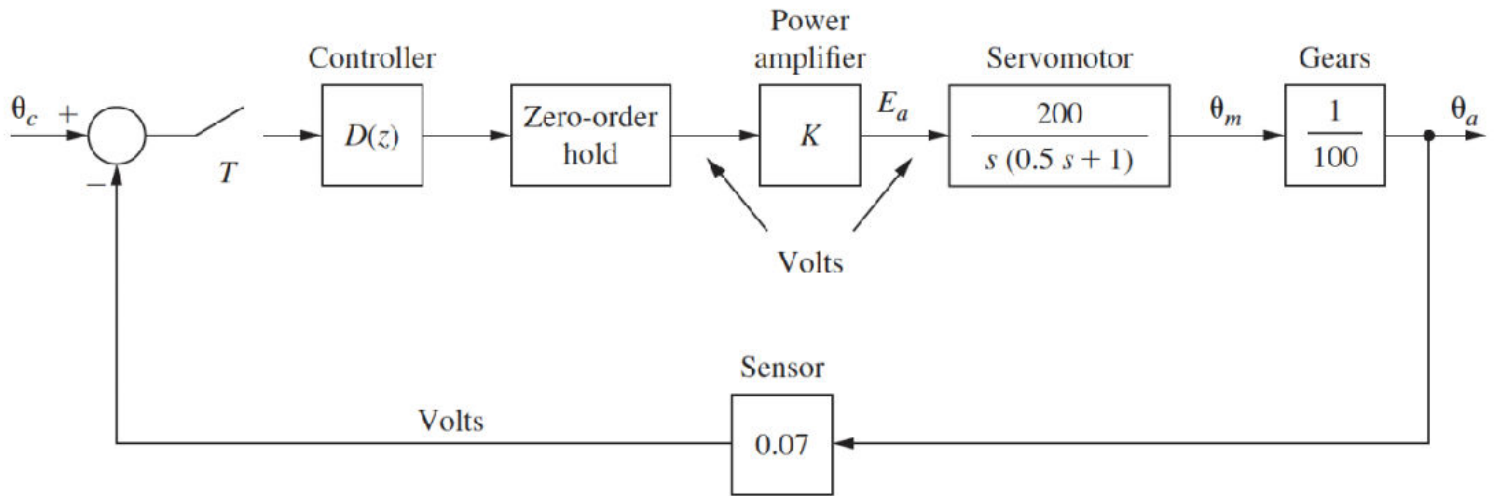 Controller
Power
amplifier
Servomotor
Gears
θc
+
−
T
D(z)
Zero-order
hold
K
Ea
200
s (0.5 s + 1)
θm
1
100
θa
Volts
Sensor
Volts
0.07